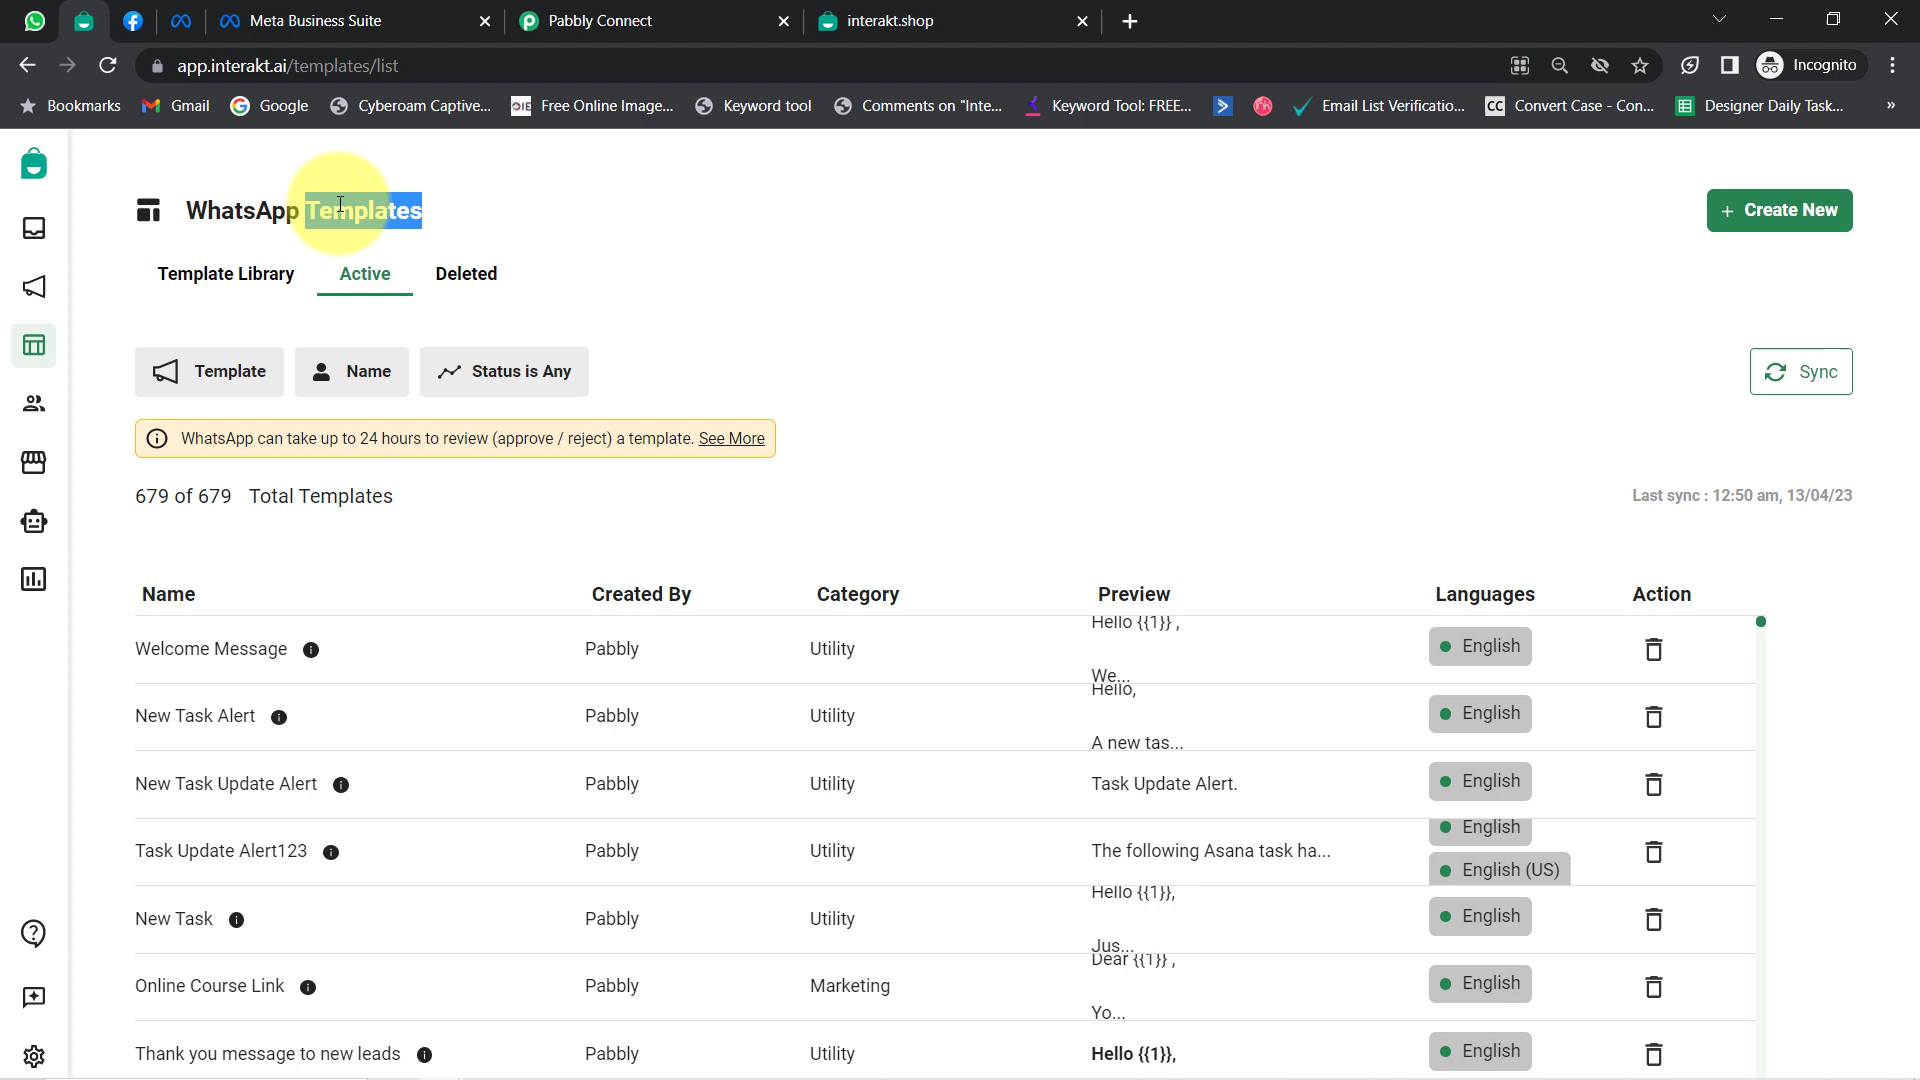 Meta Business Suite
Pabbly Connect
interakt.shop
app.interakt.ai/templates/list
Incognito
Bookmarks
Gmail
Google
Cyberoam Captive...
Free Online Image...
Keyword tool
Comments on "Inte...
Keyword Tool: FREE...
Email List Verificatio...
CC Convert Case - Con...
Designer Daily Task...
WhatsApp Templates
+ Create New
Template Library
Active
Deleted
Template
Name
Status is Any
Sync
WhatsApp can take up to 24 hours to review (approve / reject) a template. See More
679 of 679 Total Templates
Last sync : 12:50 am, 13/04/23
Name Created By Category Preview Languages Action
Welcome Message Pabbly Utility Hello {{1}} , English
We...
New Task Alert Pabbly Utility Hello, English
A new tas...
New Task Update Alert Pabbly Utility Task Update Alert. English
Task Update Alert123 Pabbly Utility The following Asana task ha... English
English (US)
New Task Pabbly Utility Hello {{1}}, English
Jus...
Online Course Link Pabbly Marketing Dear {{1}} , English
Yo...
Thank you message to new leads Pabbly Utility Hello {{1}}, English